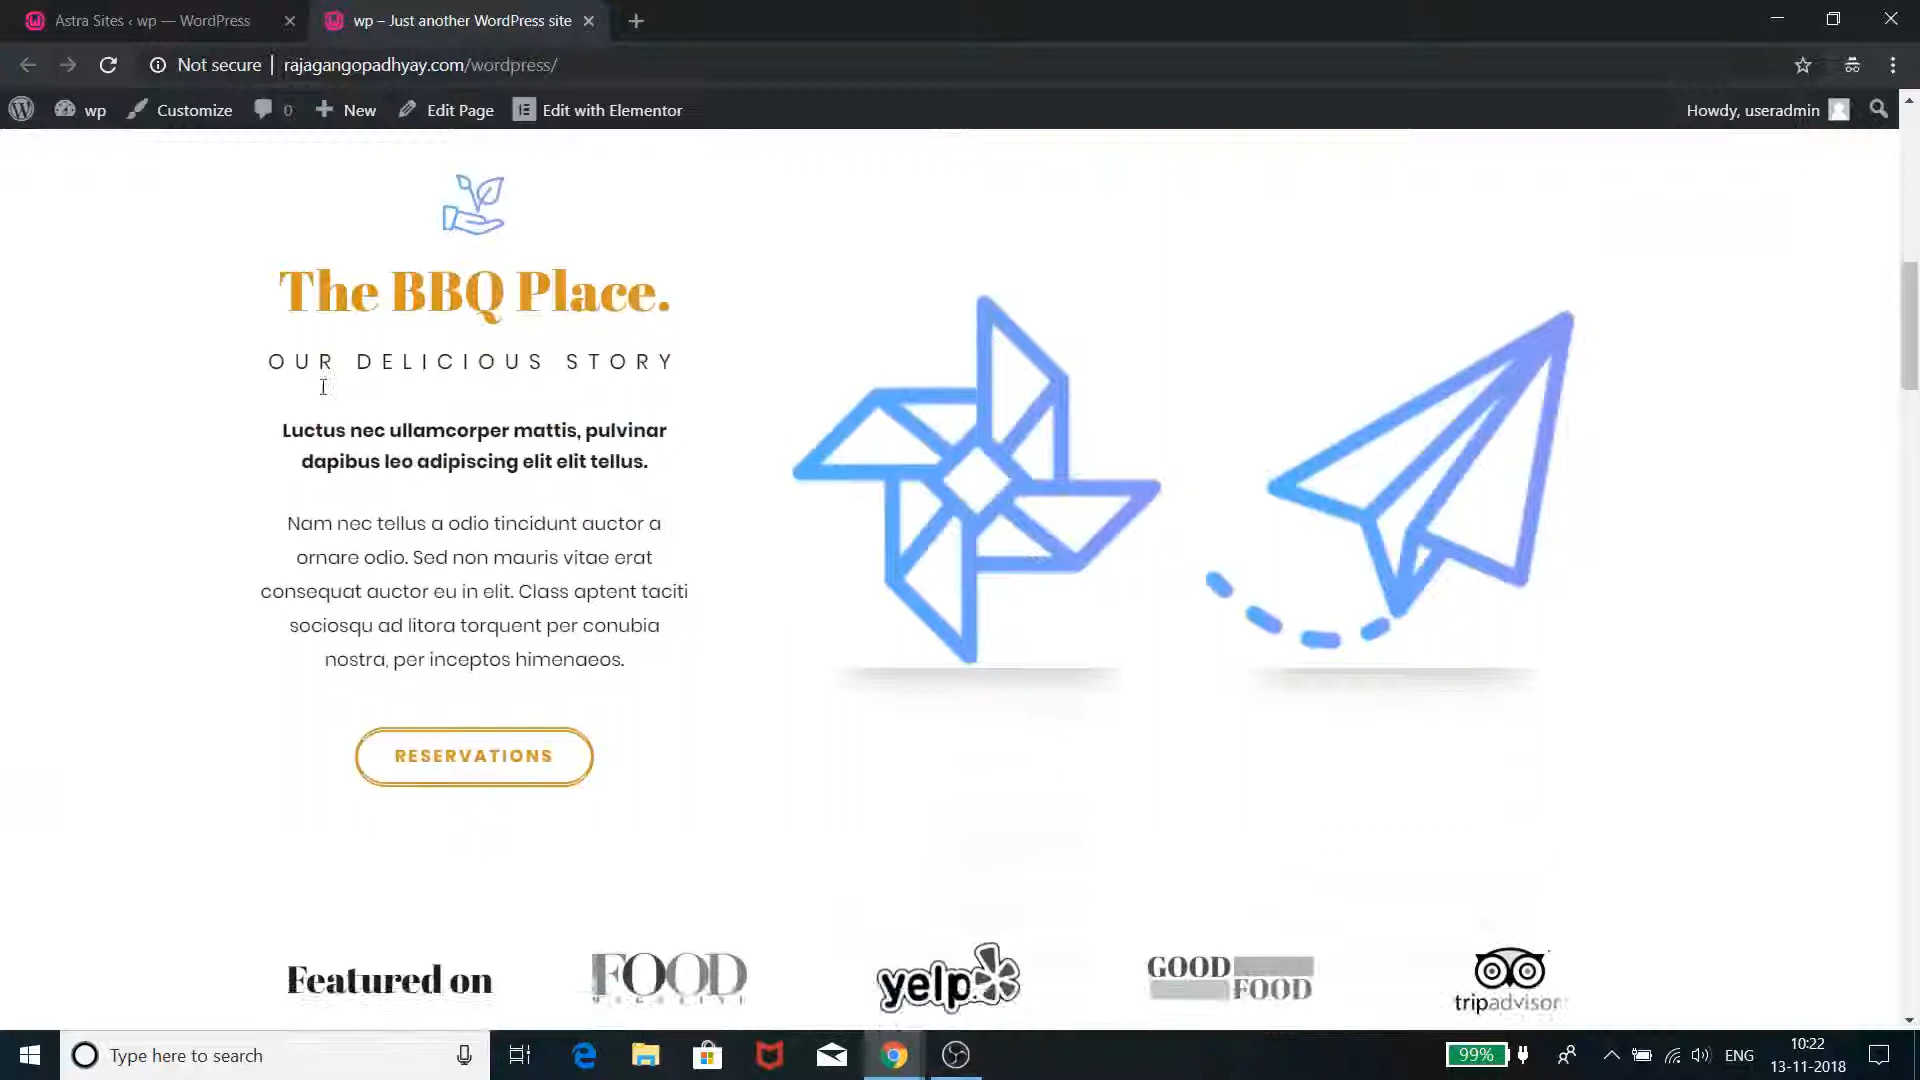 Astra Sites ‹ wp — WordPress
wp – Just another WordPress site
Not secure | rajagangopadhyay.com/wordpress/
wp
Customize
0
New
Edit Page
Edit with Elementor
Howdy, useradmin
The BBQ Place.
OUR DELICIOUS STORY
Luctus nec ullamcorper mattis, pulvinar
dapibus leo adipiscing elit elit tellus.
Nam nec tellus a odio tincidunt auctor a
ornare odio. Sed non mauris vitae erat
consequat auctor eu in elit. Class aptent taciti
sociosqu ad litora torquent per conubia
nostra, per inceptos himenaeos.
RESERVATIONS
Featured on
FOOD
yelp
GOOD
FOOD
tripadvisor
Type here to search
99%
ENG
10:22
13-11-2018